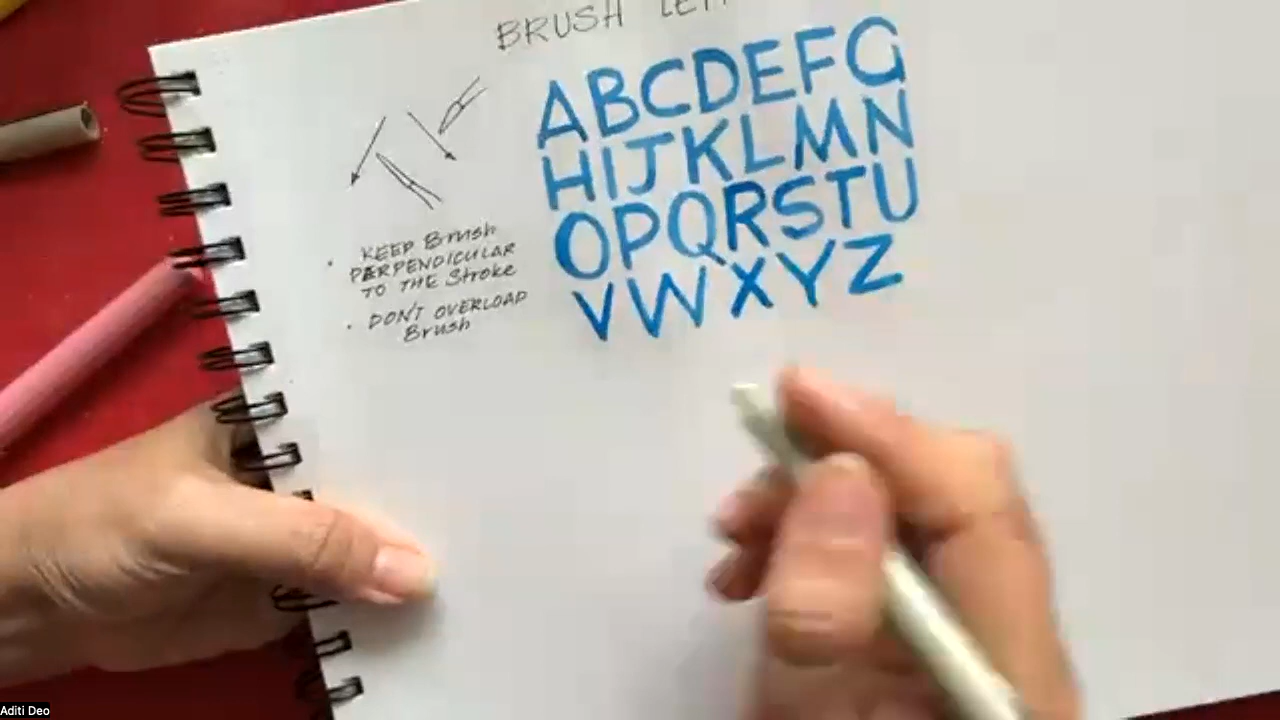 BRUSH
ABCDEFG
HIJKLMN
OPQRSTU
VWXYZ
• KEEP Brush
PERPENDICULAR
TO THE Stroke
• DON'T OVERLOAD
Brush
Aditi Deo